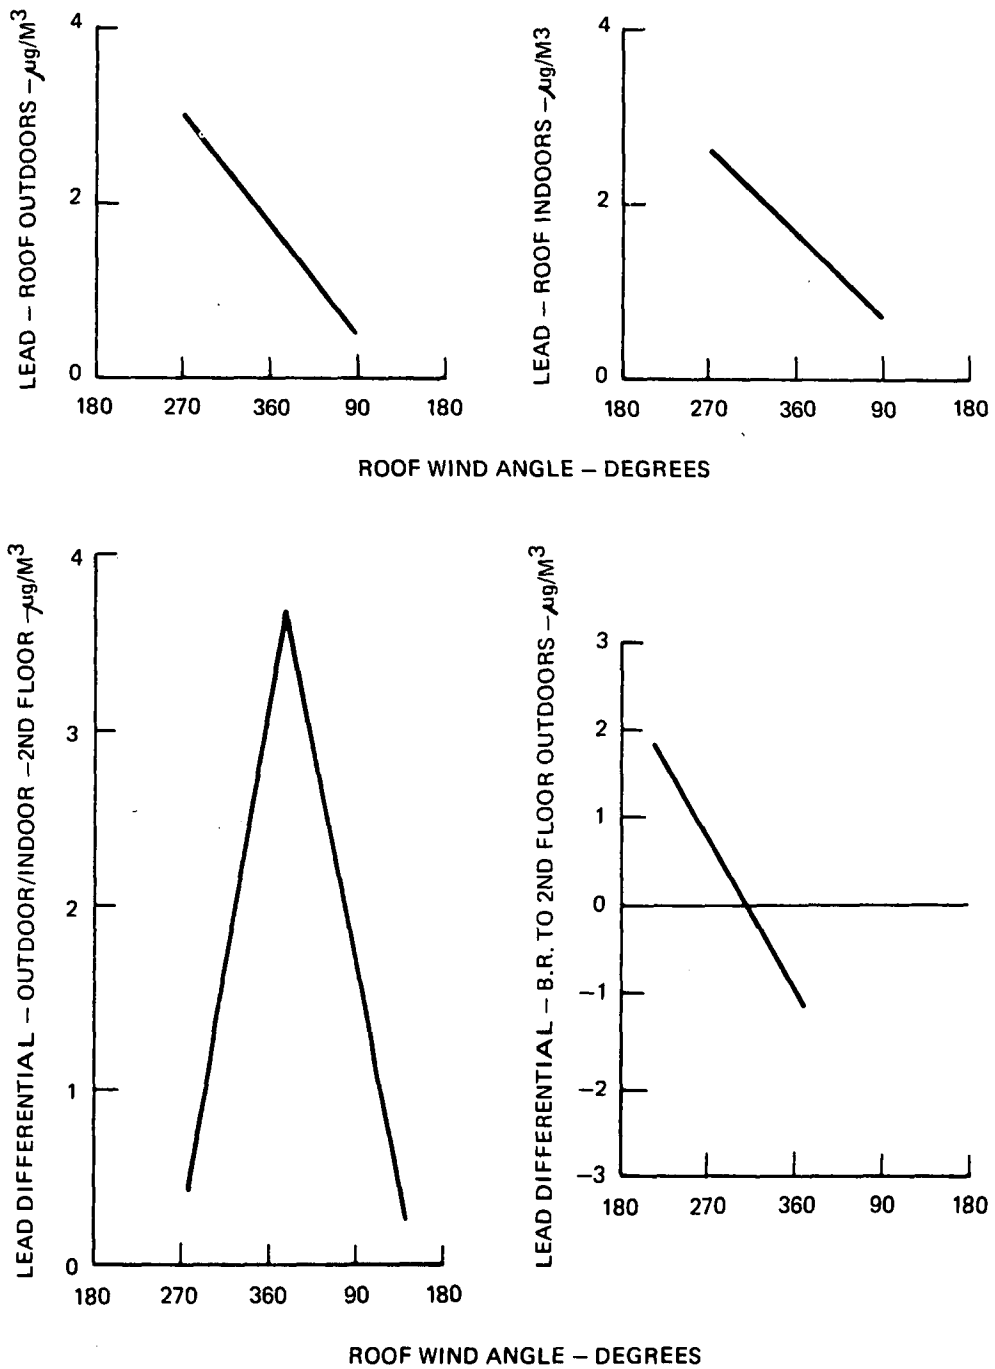 LEAD – ROOF OUTDOORS – µg/M³
4
2
0
180 270 360 90 180
LEAD – ROOF INDOORS – µg/M3
4
2
0
180 270 360 90 180
ROOF WIND ANGLE – DEGREES
LEAD DIFFERENTIAL – OUTDOOR/INDOOR –2ND FLOOR –µg/M³
4
3
2
1
0
180 270 360 90 180
LEAD DIFFERENTIAL – B.R. TO 2ND FLOOR OUTDOORS –µg/M³
3
2
1
0
–1
–2
–3
180 270 360 90 180
ROOF WIND ANGLE – DEGREES